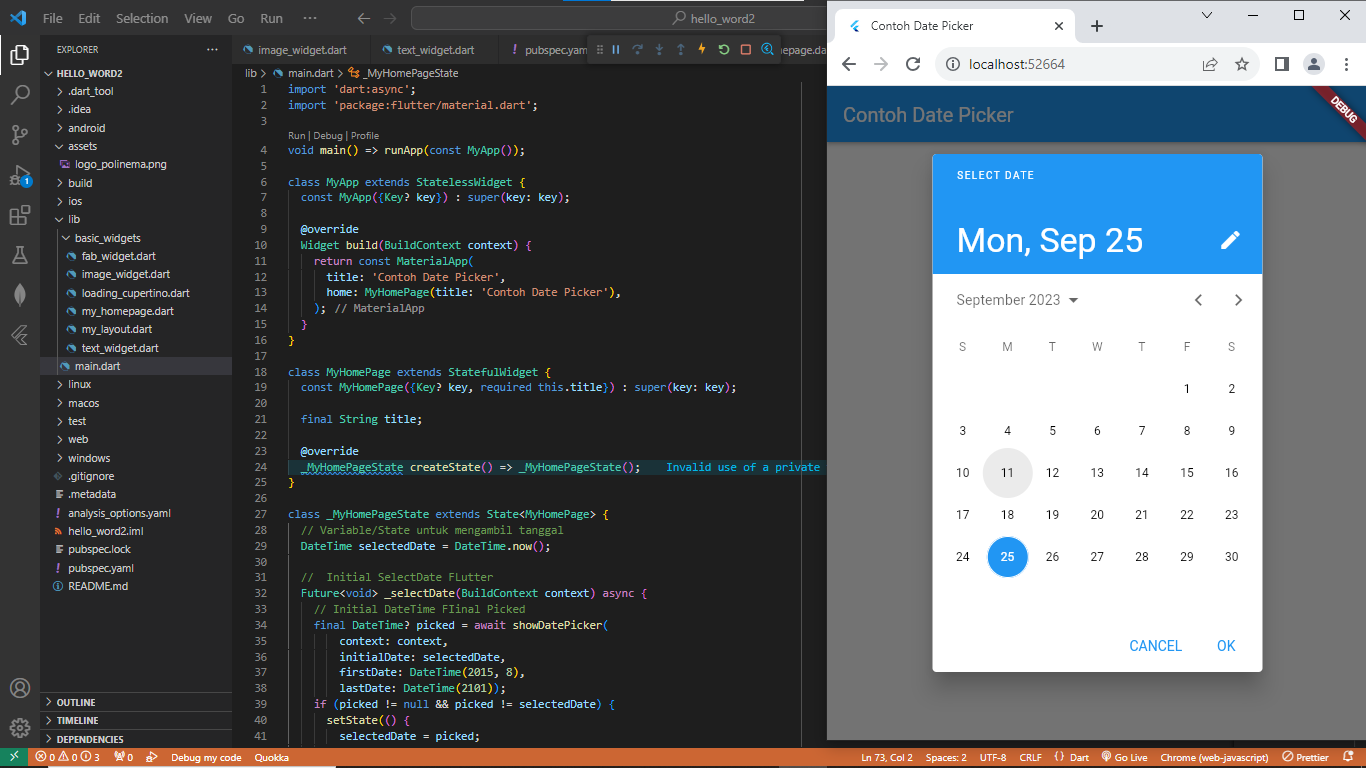 File Edit Selection View Go Run ··· hello_word2
EXPLORER ···
HELLO_WORD2
.dart_tool
.idea
android
assets
logo_polinema.png
build
ios
lib
basic_widgets
fab_widget.dart
image_widget.dart
loading_cupertino.dart
my_homepage.dart
my_layout.dart
text_widget.dart
main.dart
linux
macos
test
web
windows
.gitignore
.metadata
analysis_options.yaml
hello_word2.iml
pubspec.lock
pubspec.yaml
README.md
OUTLINE
TIMELINE
DEPENDENCIES
1
image_widget.dart text_widget.dart pubspec.yam epage.da
lib > main.dart > _MyHomePageState
1 import 'dart:async';
2 import 'package:flutter/material.dart';
3
Run | Debug | Profile
4 void main() => runApp(const MyApp());
5
6 class MyApp extends StatelessWidget {
7 const MyApp({Key? key}) : super(key: key);
8
9 @override
10 Widget build(BuildContext context) {
11 return const MaterialApp(
12 title: 'Contoh Date Picker',
13 home: MyHomePage(title: 'Contoh Date Picker'),
14 ); // MaterialApp
15 }
16 }
17
18 class MyHomePage extends StatefulWidget {
19 const MyHomePage({Key? key, required this.title}) : super(key: key);
20
21 final String title;
22
23 @override
24 _MyHomePageState createState() => _MyHomePageState(); Invalid use of a private
25 }
26
27 class _MyHomePageState extends State<MyHomePage> {
28 // Variable/State untuk mengambil tanggal
29 DateTime selectedDate = DateTime.now();
30
31 //  Initial SelectDate FLutter
32 Future<void> _selectDate(BuildContext context) async {
33 // Initial DateTime FIinal Picked
34 final DateTime? picked = await showDatePicker(
35 context: context,
36 initialDate: selectedDate,
37 firstDate: DateTime(2015, 8),
38 lastDate: DateTime(2101));
39 if (picked != null && picked != selectedDate) {
40 setState(() {
41 selectedDate = picked;
Contoh Date Picker
localhost:52664
Contoh Date Picker
DEBUG
SELECT DATE
Mon, Sep 25
September 2023
S M T W T F S
1 2
3 4 5 6 7 8 9
10 11 12 13 14 15 16
17 18 19 20 21 22 23
24 25 26 27 28 29 30
CANCEL OK
0 0 3 0 Debug my code Quokka Ln 73, Col 2 Spaces: 2 UTF-8 CRLF Dart Go Live Chrome (web-javascript) Prettier